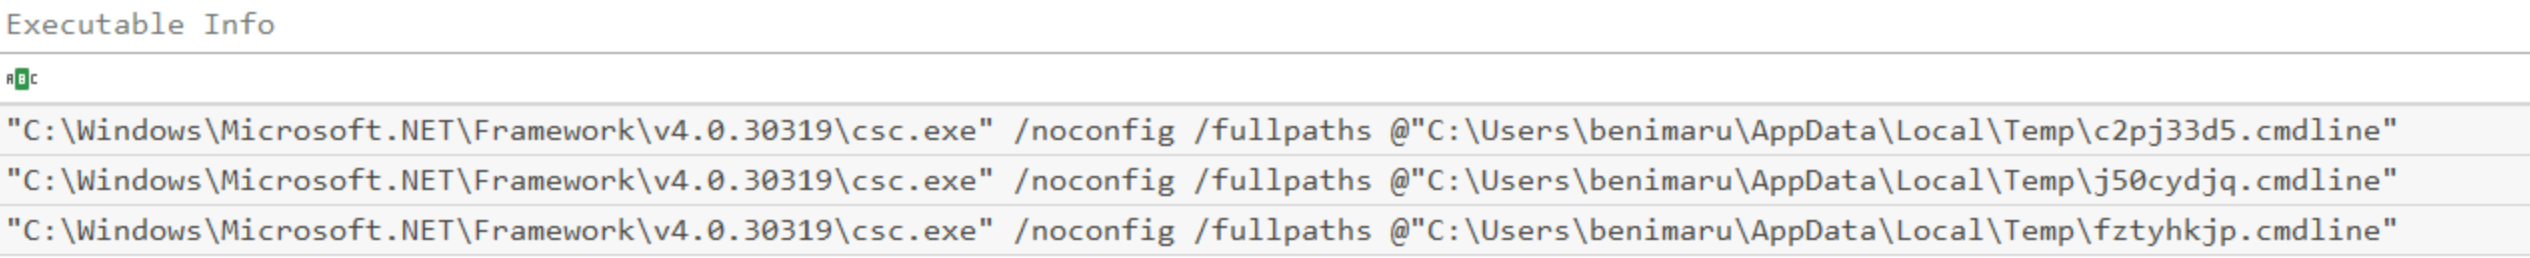 Executable Info
ABC
"C:\Windows\Microsoft.NET\Framework\v4.0.30319\csc.exe" /noconfig /fullpaths @"C:\Users\benimaru\AppData\Local\Temp\c2pj33d5.cmdline"
"C:\Windows\Microsoft.NET\Framework\v4.0.30319\csc.exe" /noconfig /fullpaths @"C:\Users\benimaru\AppData\Local\Temp\j50cydjq.cmdline"
"C:\Windows\Microsoft.NET\Framework\v4.0.30319\csc.exe" /noconfig /fullpaths @"C:\Users\benimaru\AppData\Local\Temp\fztyhkjp.cmdline"